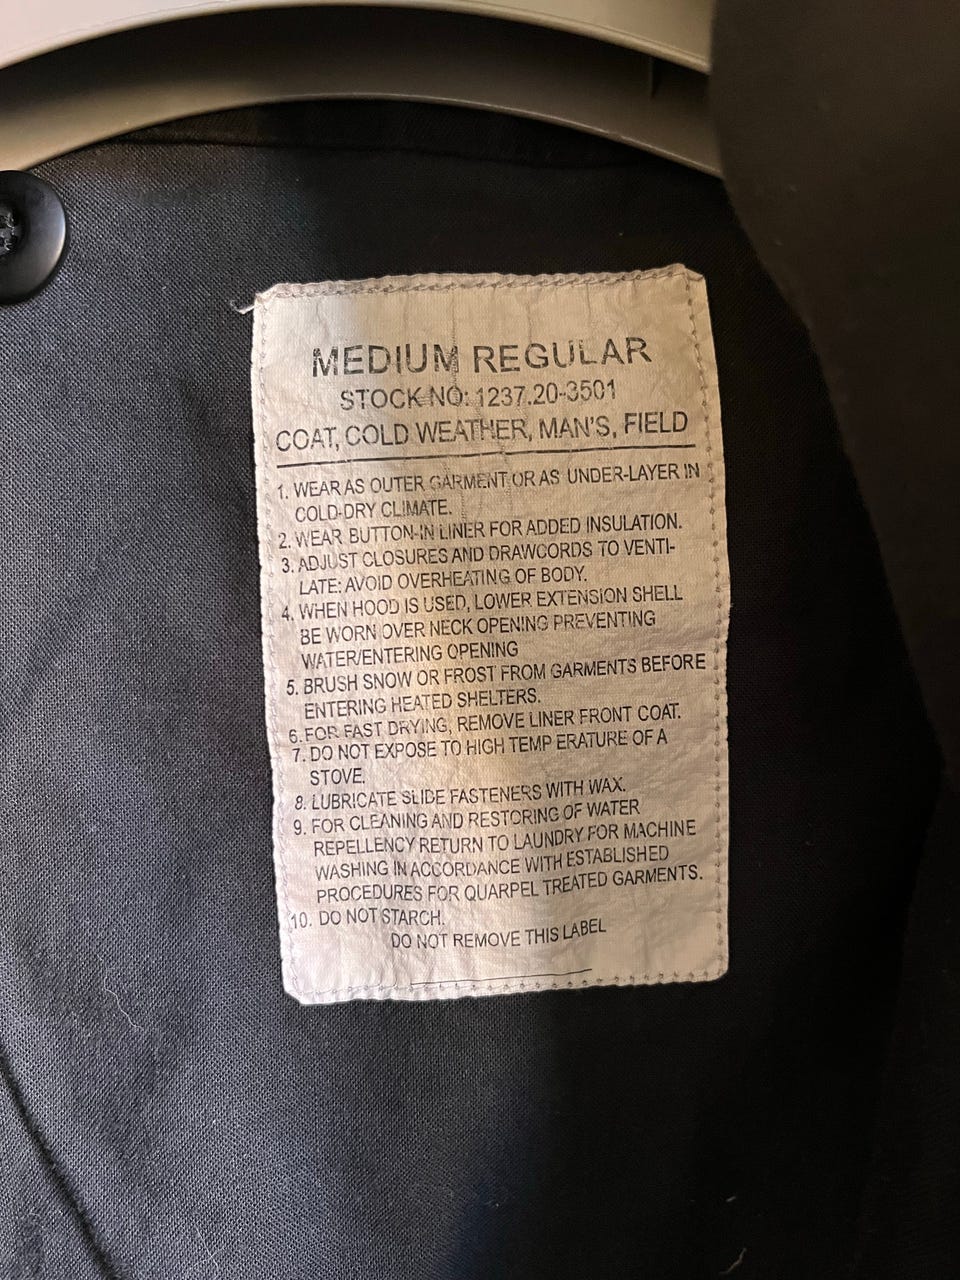 MEDIUM REGULAR
STOCK NO: 1237.20-3501
COAT, COLD WEATHER, MAN'S, FIELD
1. WEAR AS OUTER GARMENT OR AS UNDER-LAYER IN
COLD-DRY CLIMATE.
2. WEAR BUTTON-IN LINER FOR ADDED INSULATION.
3. ADJUST CLOSURES AND DRAWCORDS TO VENTI-
LATE: AVOID OVERHEATING OF BODY.
4. WHEN HOOD IS USED, LOWER EXTENSION SHELL
BE WORN OVER NECK OPENING PREVENTING
WATER/ENTERING OPENING
5. BRUSH SNOW OR FROST FROM GARMENTS BEFORE
ENTERING HEATED SHELTERS.
6. FOR FAST DRYING, REMOVE LINER FRONT COAT.
7. DO NOT EXPOSE TO HIGH TEMP ERATURE OF A
STOVE.
8. LUBRICATE SLIDE FASTENERS WITH WAX.
9. FOR CLEANING AND RESTORING OF WATER
REPELLENCY RETURN TO LAUNDRY FOR MACHINE
WASHING IN ACCORDANCE WITH ESTABLISHED
PROCEDURES FOR QUARPEL TREATED GARMENTS.
10. DO NOT STARCH.
DO NOT REMOVE THIS LABEL